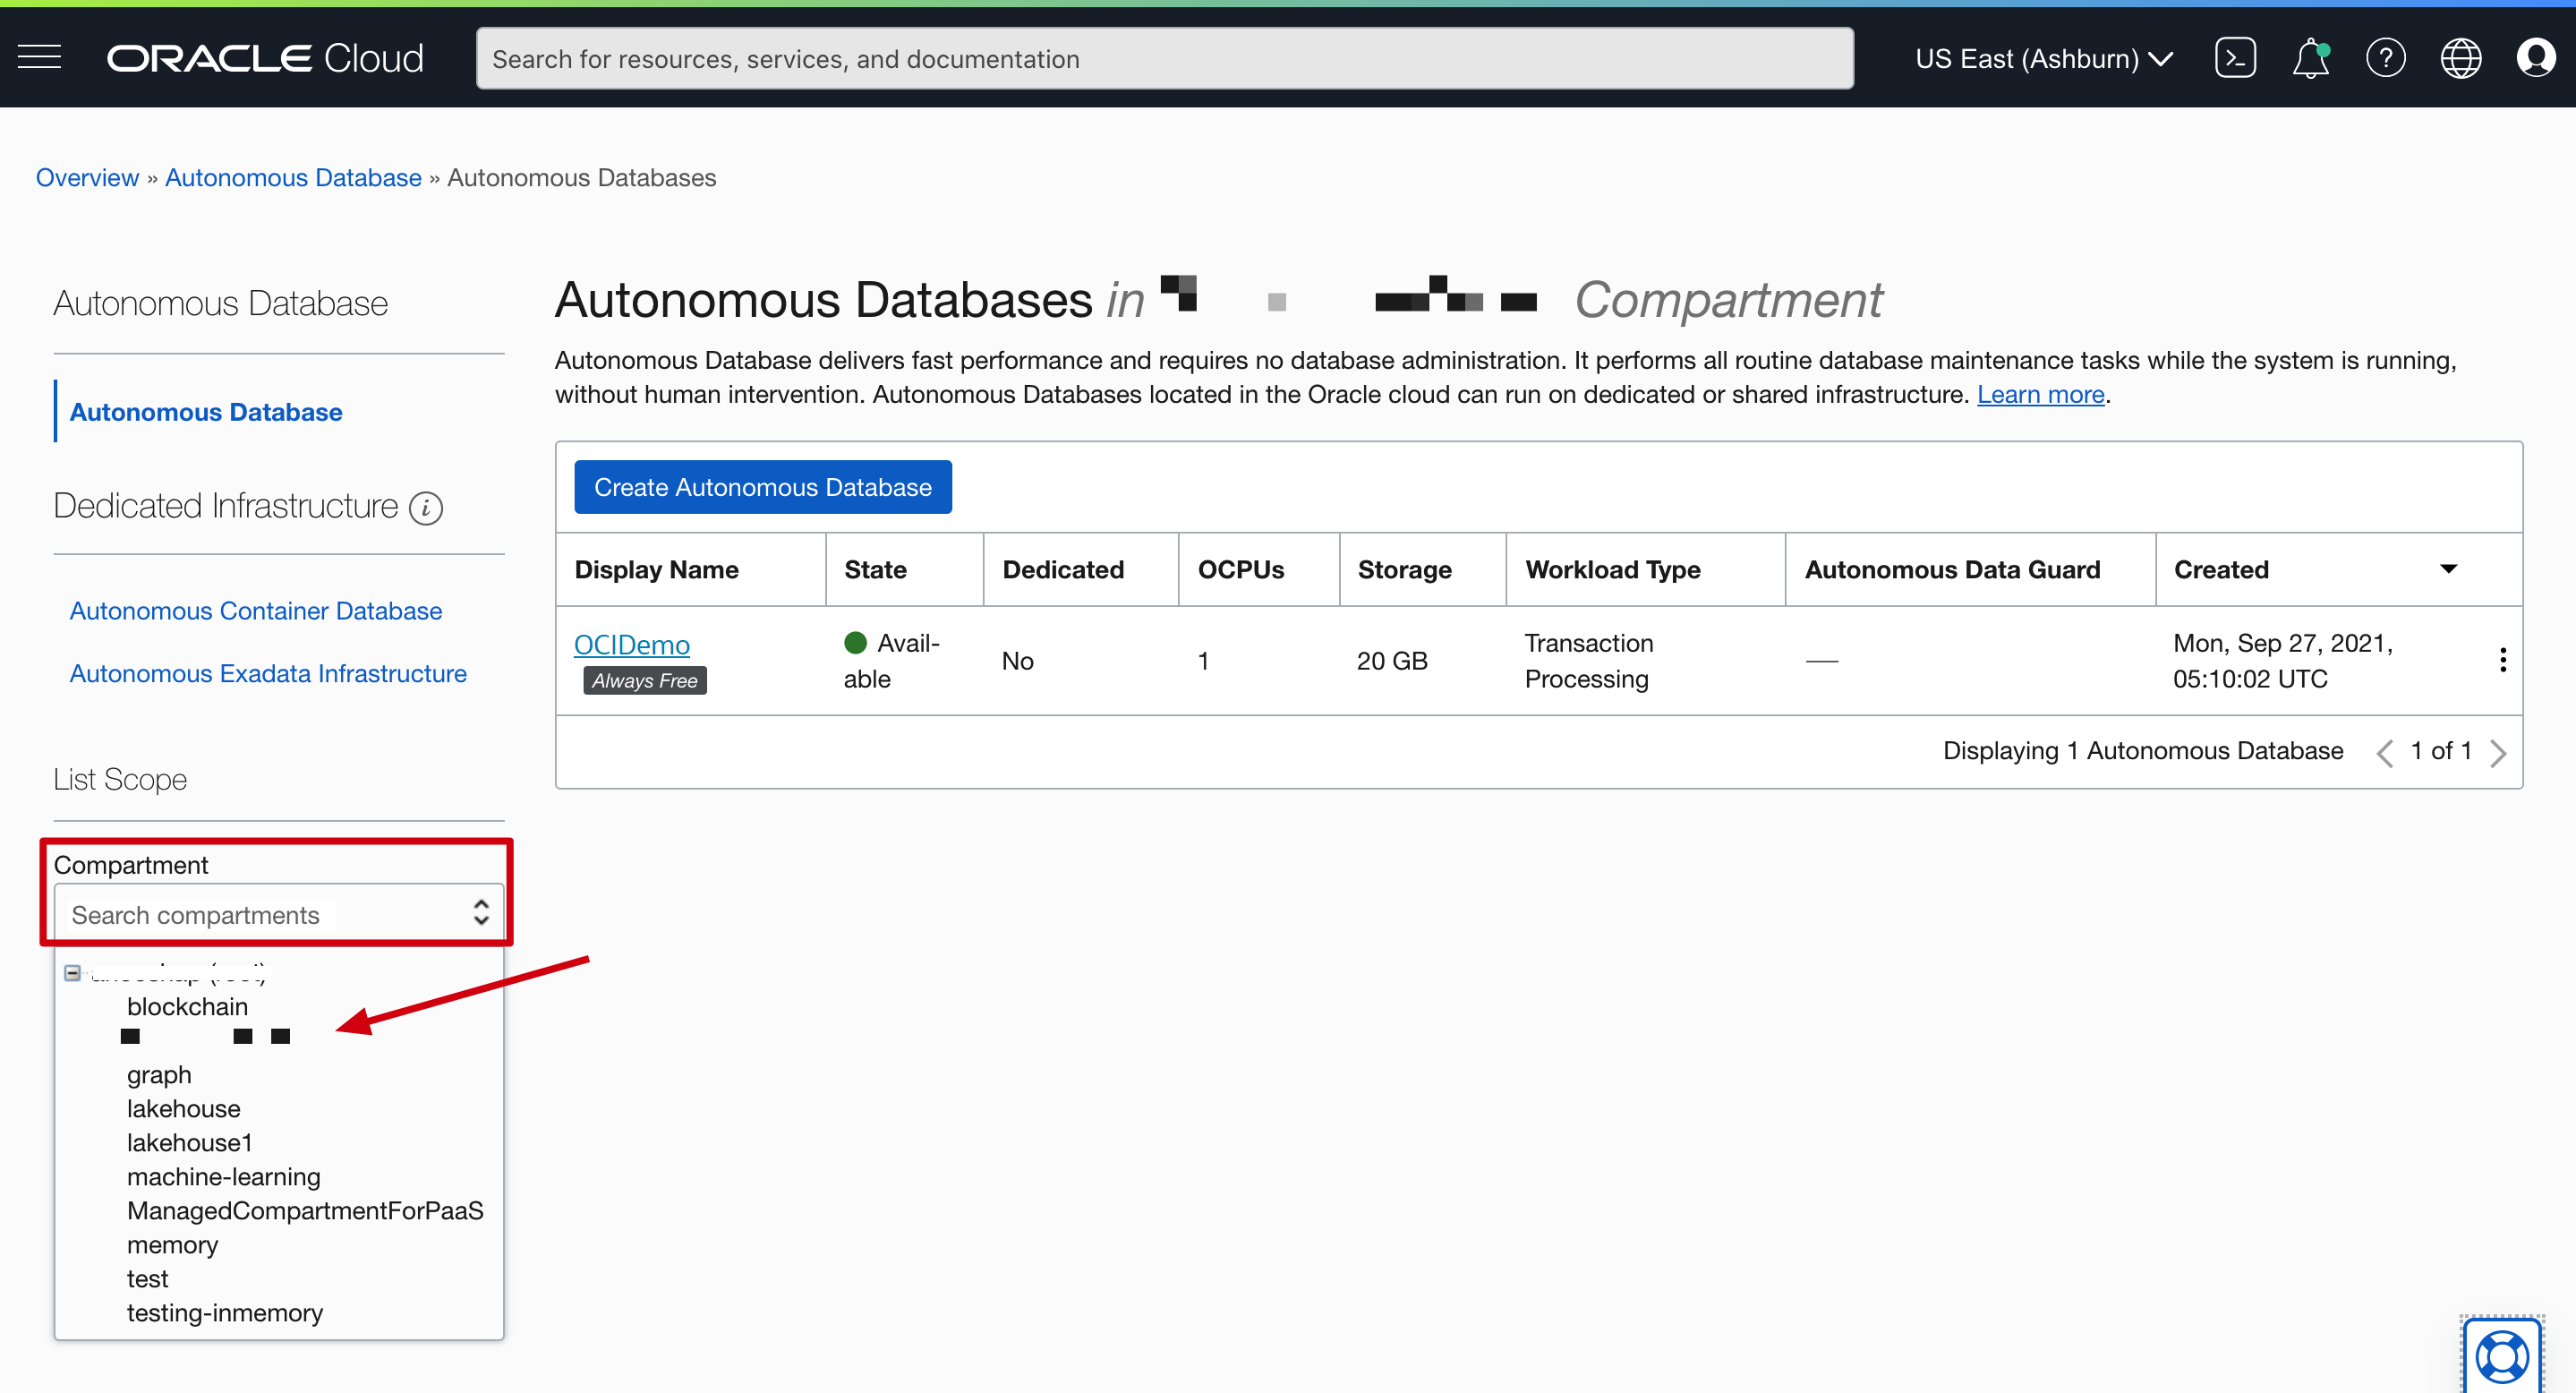 ORACLE Cloud
Search for resources, services, and documentation
US East (Ashburn)
Overview » Autonomous Database » Autonomous Databases
Autonomous Database
Autonomous Database
Dedicated Infrastructure
Autonomous Container Database
Autonomous Exadata Infrastructure
List Scope
Compartment
Search compartments
blockchain
graph
lakehouse
lakehouse1
machine-learning
ManagedCompartmentForPaaS
memory
test
testing-inmemory
Autonomous Databases in Compartment
Autonomous Database delivers fast performance and requires no database administration. It performs all routine database maintenance tasks while the system is running,
without human intervention. Autonomous Databases located in the Oracle cloud can run on dedicated or shared infrastructure. Learn more.
Create Autonomous Database
Display Name State Dedicated OCPUs Storage Workload Type Autonomous Data Guard Created
OCIDemo Avail- No 1 20 GB Transaction — Mon, Sep 27, 2021,
Always Free able Processing 05:10:02 UTC
Displaying 1 Autonomous Database 1 of 1